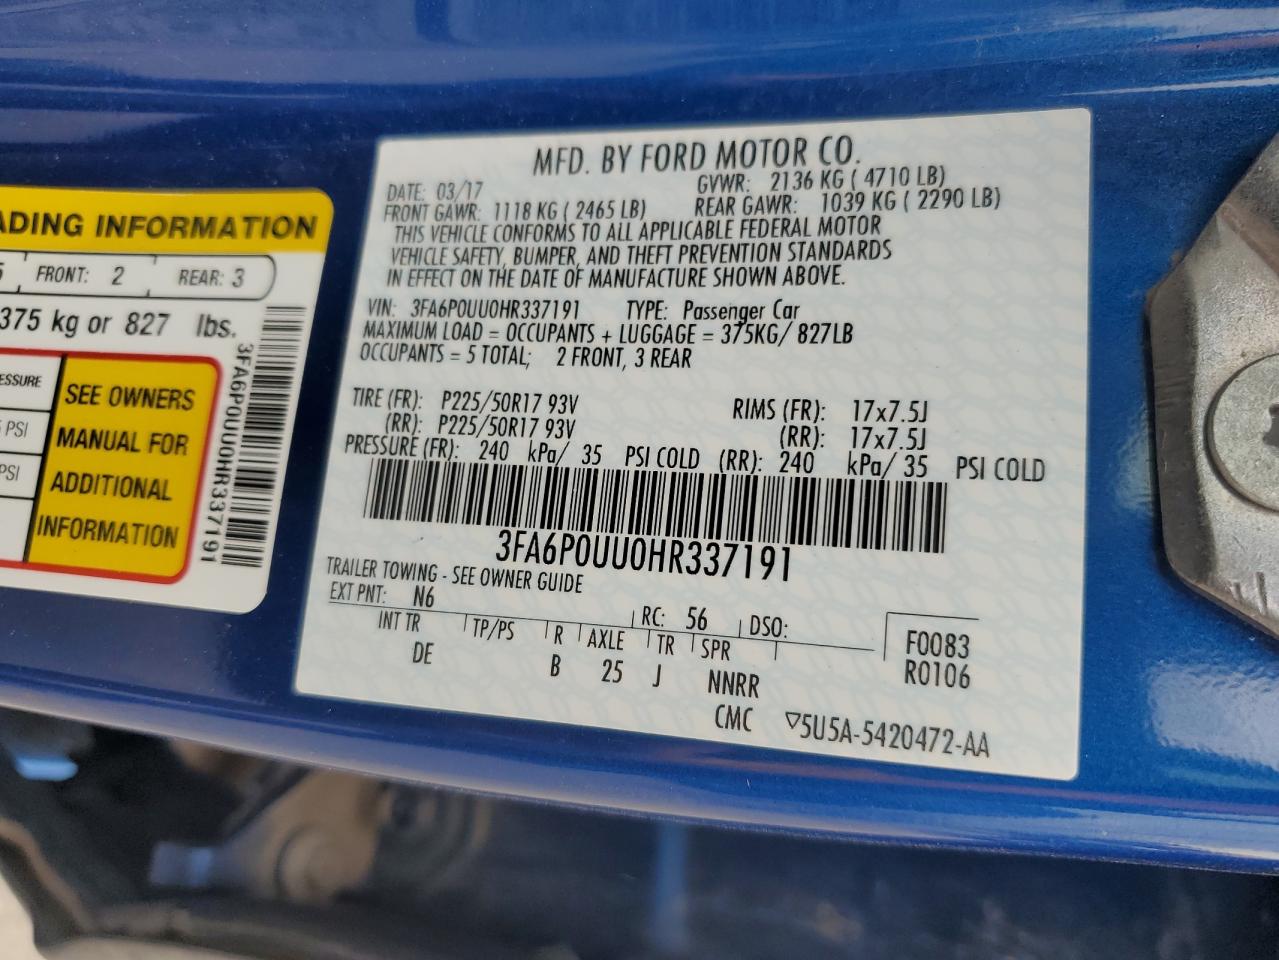 MFD. BY FORD MOTOR CO.
DATE: 03/17 GVWR: 2136 KG ( 4710 LB)
FRONT GAWR: 1118 KG ( 2465 LB) REAR GAWR: 1039 KG ( 2290 LB)
THIS VEHICLE CONFORMS TO ALL APPLICABLE FEDERAL MOTOR
VEHICLE SAFETY, BUMPER, AND THEFT PREVENTION STANDARDS
IN EFFECT ON THE DATE OF MANUFACTURE SHOWN ABOVE.
VIN: 3FA6P0UU0HR337191 TYPE: Passenger Car
MAXIMUM LOAD = OCCUPANTS + LUGGAGE = 375KG/ 827LB
OCCUPANTS = 5 TOTAL; 2 FRONT, 3 REAR
TIRE (FR): P225/50R17 93V RIMS (FR): 17x7.5J
(RR): P225/50R17 93V (RR): 17x7.5J
PRESSURE (FR): 240 kPa/ 35 PSI COLD (RR): 240 kPa/ 35 PSI COLD
3FA6P0UU0HR337191
TRAILER TOWING - SEE OWNER GUIDE
EXT PNT: N6 RC: 56 DSO:
INT TR TP/PS R AXLE TR SPR F0083
DE B 25 J NNRR R0106
CMC ▽5U5A-5420472-AA
ADING INFORMATION
5 FRONT: 2 REAR: 3
375 kg or 827 lbs.
ESSURE
PSI
PSI
SEE OWNERS
MANUAL FOR
ADDITIONAL
INFORMATION
3FA6P0UU0HR337191